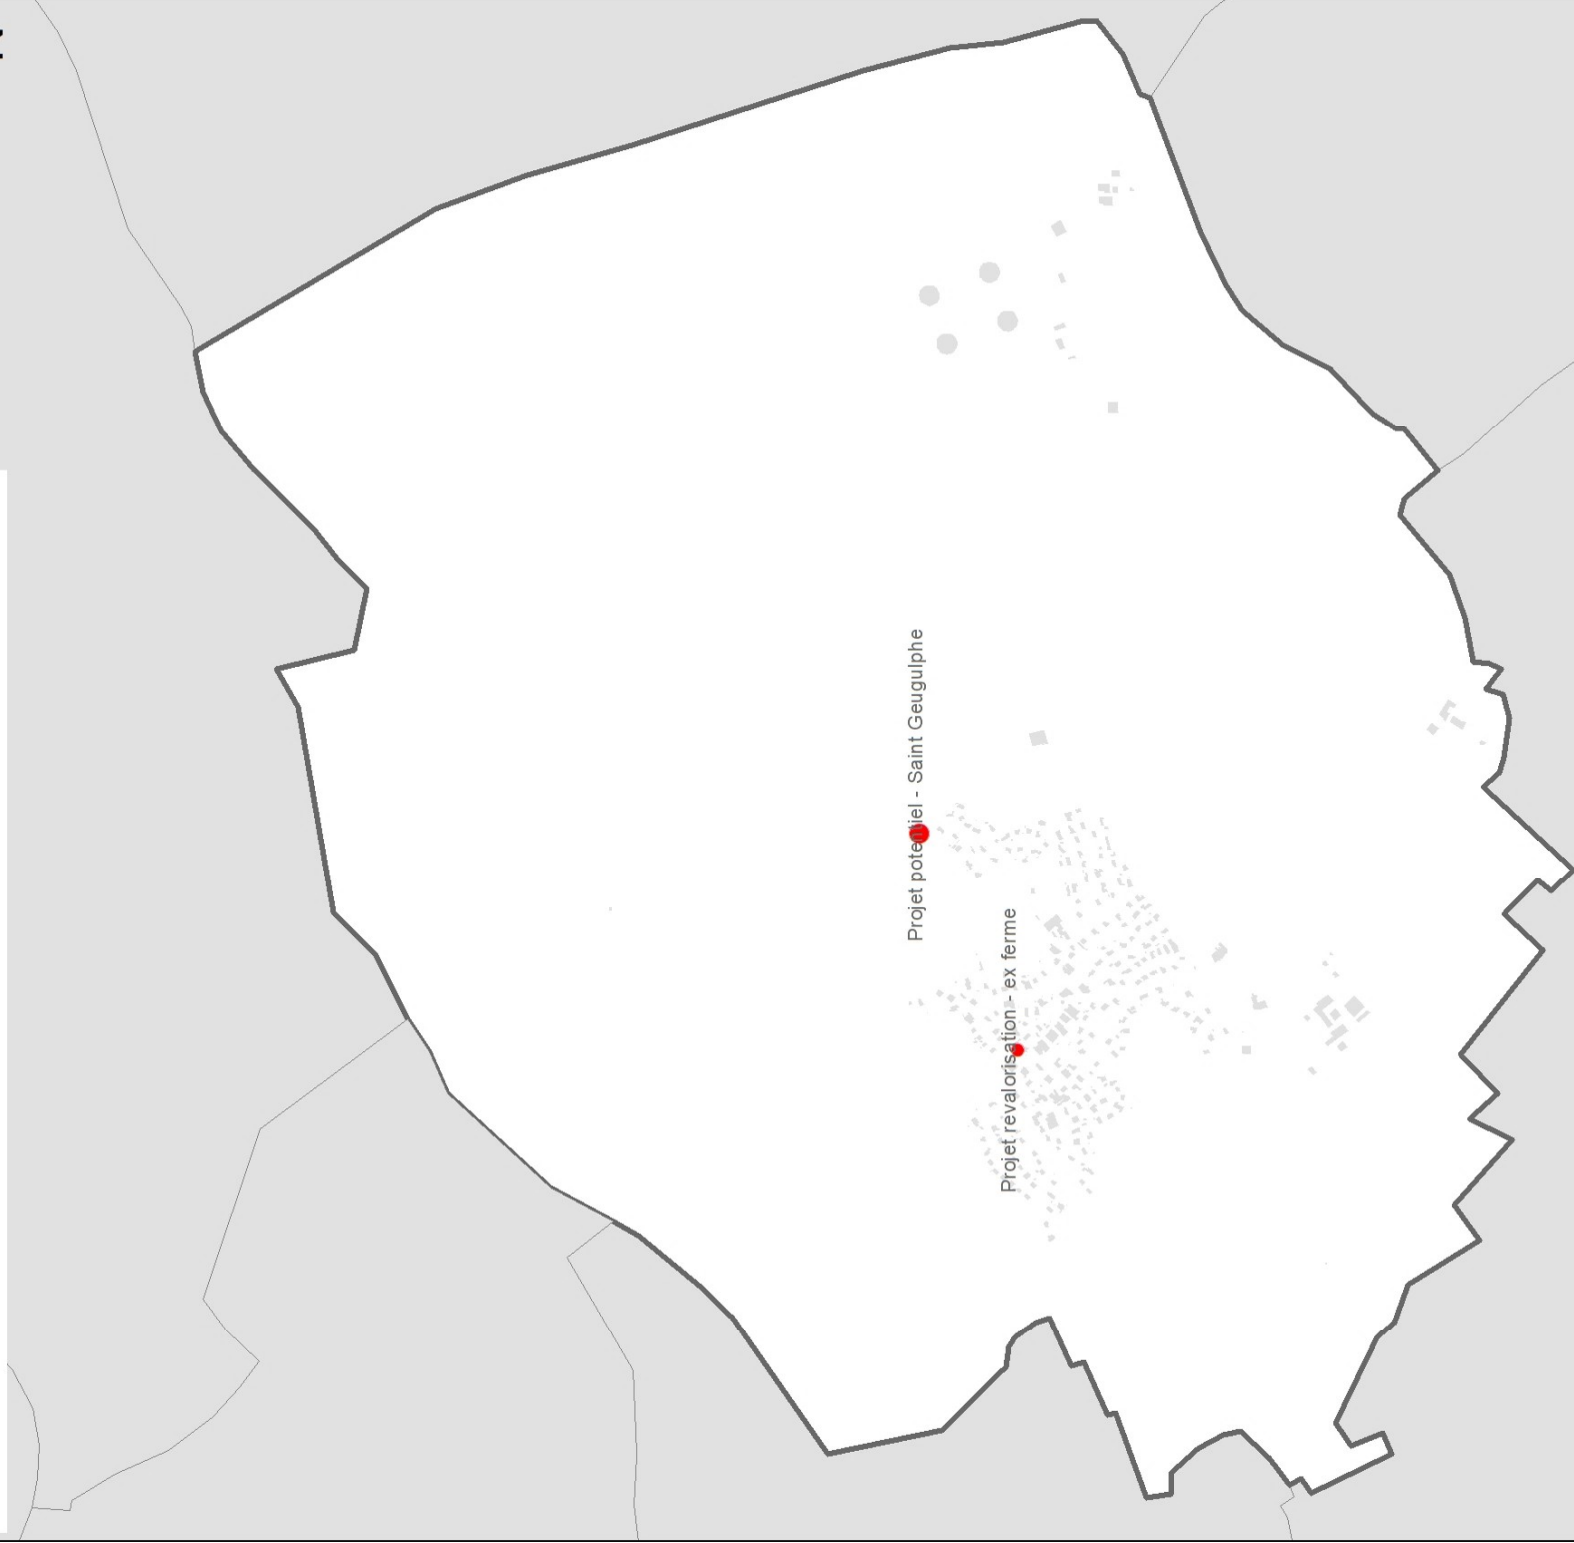 Projet potentiel - Saint Geugulphe
Projet revalorisation - ex ferme